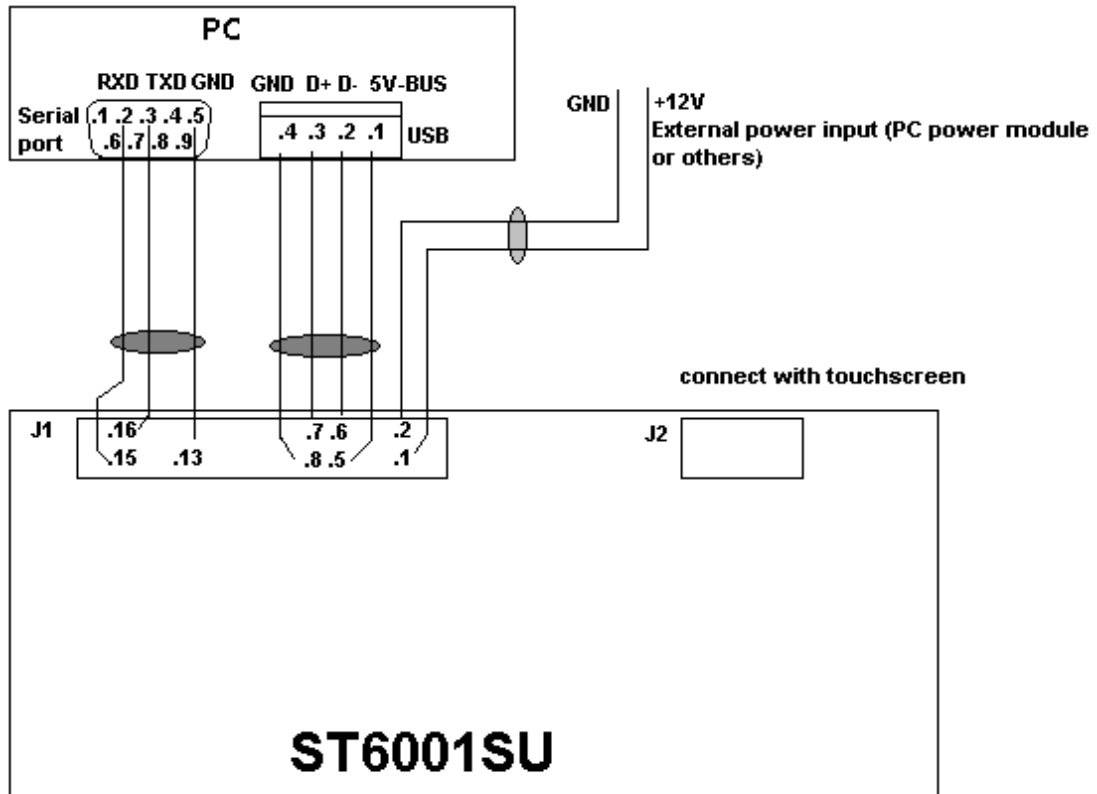 PC
RXD TXD GND
GND D+ D- 5V-BUS
Serial port
.1 .2 .3 .4 .5
.6 .7 .8 .9
.4 .3 .2 .1
USB
GND
+12V
External power input (PC power module
or others)
connect with touchscreen
J1
.16 .7 .6 .2
.15 .13 .8 .5 .1
J2
ST6001SU